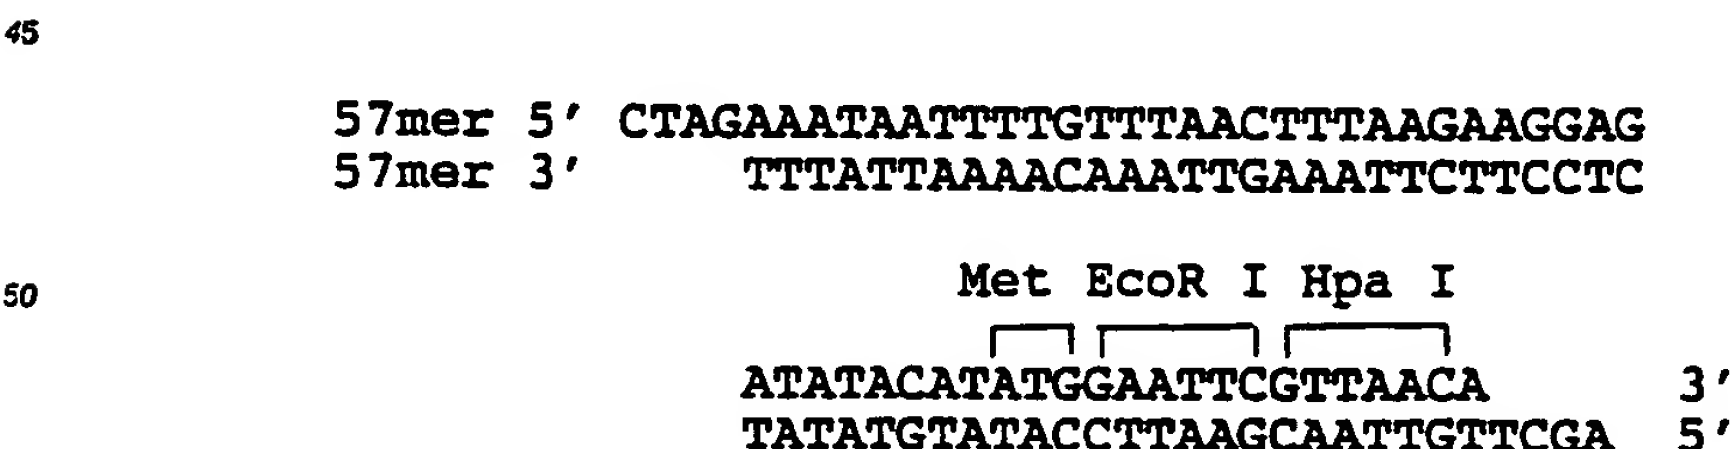 45
57mer 5' CTAGAAATAATTTTGTTTAACTTTAAGAAGGAG
57mer 3' TTTATTAAAACAAATTGAAATTCTTCCTC
50
Met EcoR I Hpa I
ATATACATATGGAATTCGTTAACA 3'
TATATGTATACCTTAAGCAATTGTTCGA 5'